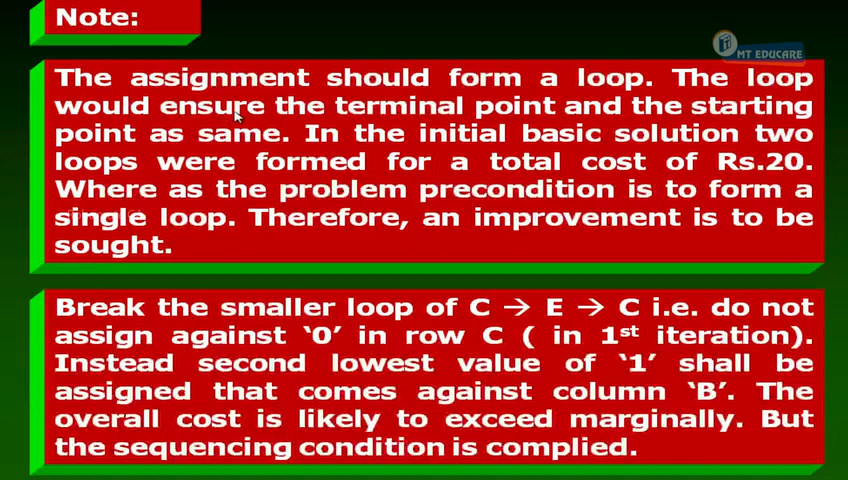 Note:
MT EDUCARE
The assignment should form a loop. The loop
would ensure the terminal point and the starting
point as same. In the initial basic solution two
loops were formed for a total cost of Rs.20.
Where as the problem precondition is to form a
single loop. Therefore, an improvement is to be
sought.
Break the smaller loop of C → E → C i.e. do not
assign against ‘0’ in row C ( in 1st iteration).
Instead second lowest value of ‘1’ shall be
assigned that comes against column ‘B’. The
overall cost is likely to exceed marginally. But
the sequencing condition is complied.